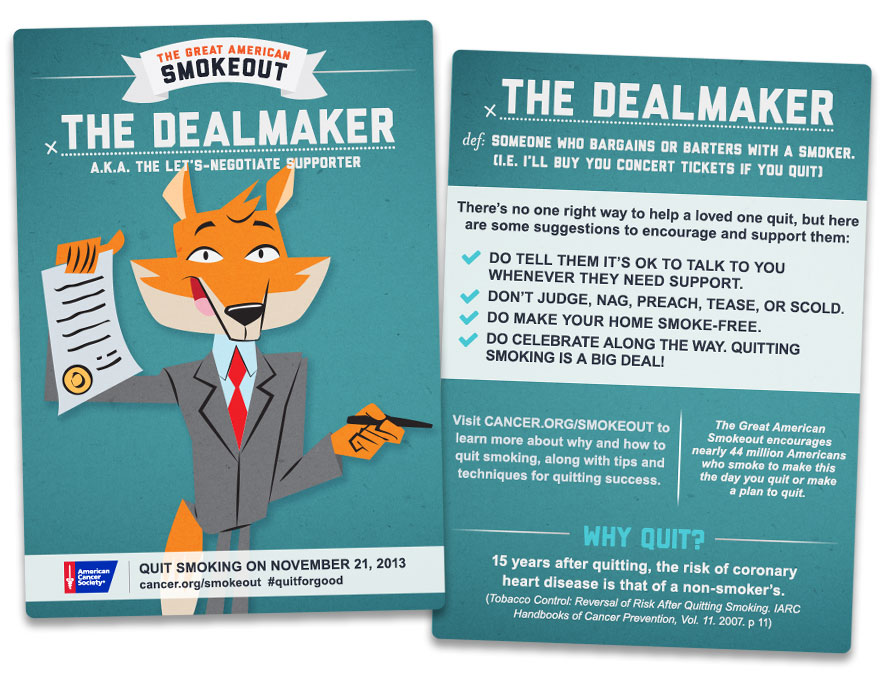 THE GREAT AMERICAN
SMOKEOUT
THE DEALMAKER
A.K.A. THE LET'S-NEGOTIATE SUPPORTER
American
Cancer
Society®
QUIT SMOKING ON NOVEMBER 21, 2013
cancer.org/smokeout #quitforgood
THE DEALMAKER
def: SOMEONE WHO BARGAINS OR BARTERS WITH A SMOKER.
(I.E. I'LL BUY YOU CONCERT TICKETS IF YOU QUIT)
There's no one right way to help a loved one quit, but here
are some suggestions to encourage and support them:
DO TELL THEM IT'S OK TO TALK TO YOU
WHENEVER THEY NEED SUPPORT.
DON'T JUDGE, NAG, PREACH, TEASE, OR SCOLD.
DO MAKE YOUR HOME SMOKE-FREE.
DO CELEBRATE ALONG THE WAY. QUITTING
SMOKING IS A BIG DEAL!
Visit CANCER.ORG/SMOKEOUT to
learn more about why and how to
quit smoking, along with tips and
techniques for quitting success.
The Great American
Smokeout encourages
nearly 44 million Americans
who smoke to make this
the day you quit or make
a plan to quit.
WHY QUIT?
15 years after quitting, the risk of coronary
heart disease is that of a non-smoker's.
(Tobacco Control: Reversal of Risk After Quitting Smoking. IARC
Handbooks of Cancer Prevention, Vol. 11. 2007. p 11)